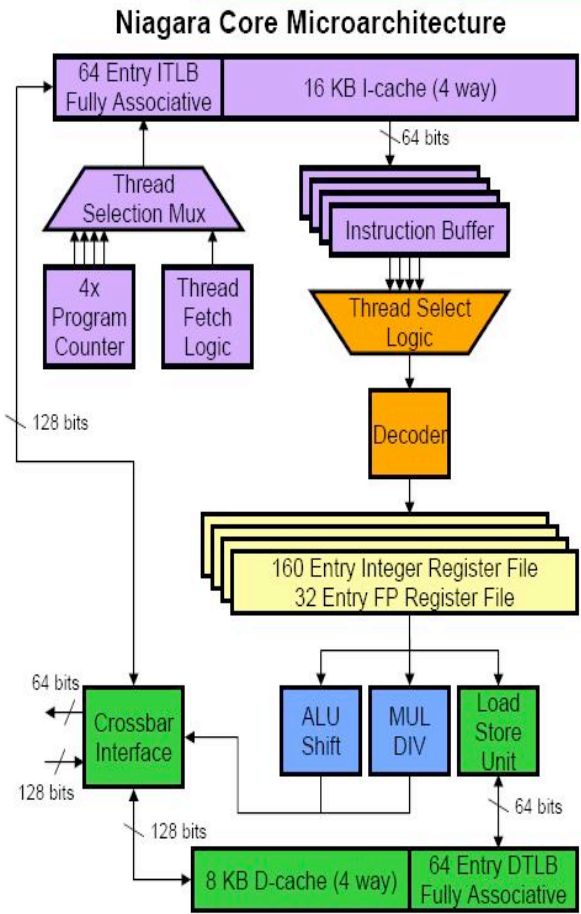 Niagara Core Microarchitecture
64 Entry ITLB
Fully Associative
16 KB I-cache (4 way)
64 bits
Thread
Selection Mux
Instruction Buffer
4x
Program
Counter
Thread
Fetch
Logic
Thread Select
Logic
128 bits
Decoder
160 Entry Integer Register File
32 Entry FP Register File
64 bits
Crossbar
Interface
128 bits
ALU
Shift
MUL
DIV
Load
Store
Unit
128 bits
64 bits
8 KB D-cache (4 way)
64 Entry DTLB
Fully Associative